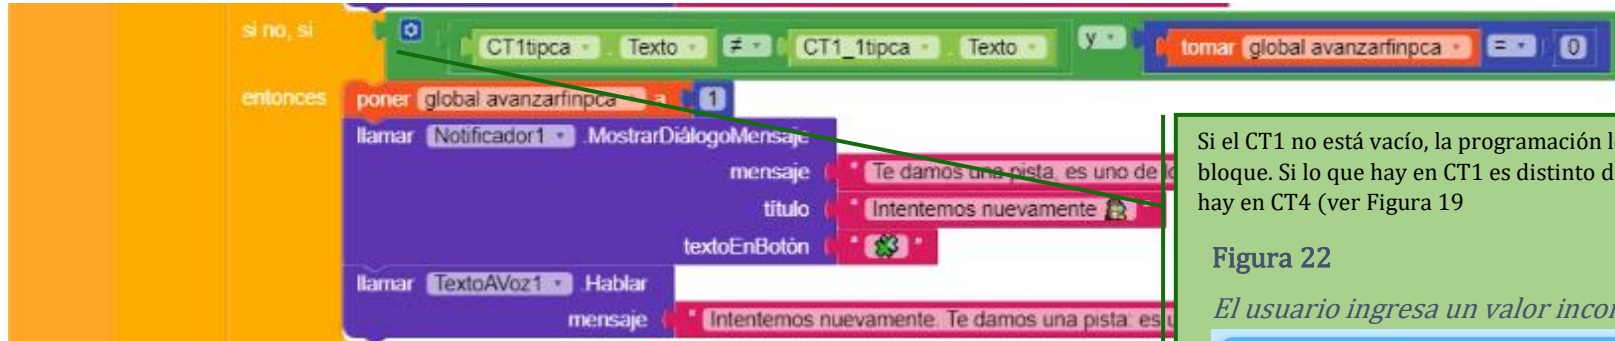 si no, si CT1tipca . Texto ≠ CT1_1tipca . Texto y tomar global avanzarfinpca = 0
entonces poner global avanzarfinpca a 1
llamar Notificador1 .MostrarDiálogoMensaje
mensaje " Te damos una pista, es uno de
título " Intentemos nuevamente "
textoEnBotón " "
llamar TextoAVoz1 .Hablar
mensaje " Intentemos nuevamente. Te damos una pista: es
Si el CT1 no está vacío, la programación
bloque. Si lo que hay en CT1 es distinto
hay en CT4 (ver Figura 19
Figura 22
El usuario ingresa un valor